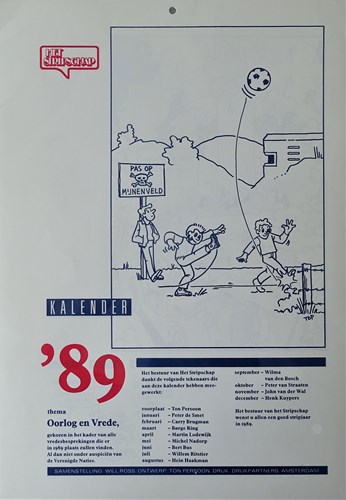 HET
STRIPSCHAP
PAS OP
MIJNENVELD
KALENDER
'89
thema
Oorlog en Vrede,
gekozen in het kader van alle
vredesbesprekingen die er
in 1989 plaats zullen vinden.
Al dan niet onder auspiciën van
de Verenigde Naties.
Het bestuur van Het Stripschap
dankt de volgende tekenaars die
aan deze kalender hebben mee-
gewerkt:
voorplaat – Ton Persoon
januari – Peter de Smet
februari – Carry Brugman
maart – Barge Ring
april – Martin Lodewijk
mei – Michel Nadorp
juni – Bert Bus
juli – Willem Ritstier
augustus – Hein Haakman
september – Wilma
van den Bosch
oktober – Peter van Straaten
november – John van der Wal
december – Henk Kuypers
Het bestuur van Het Stripschap
wenst u allen een goed stripjaar
in 1989.
SAMENSTELLING: WILL ROSS ONTWERP: TON PERSOON DRUK: DRUKPARTNERS, AMSTERDAM